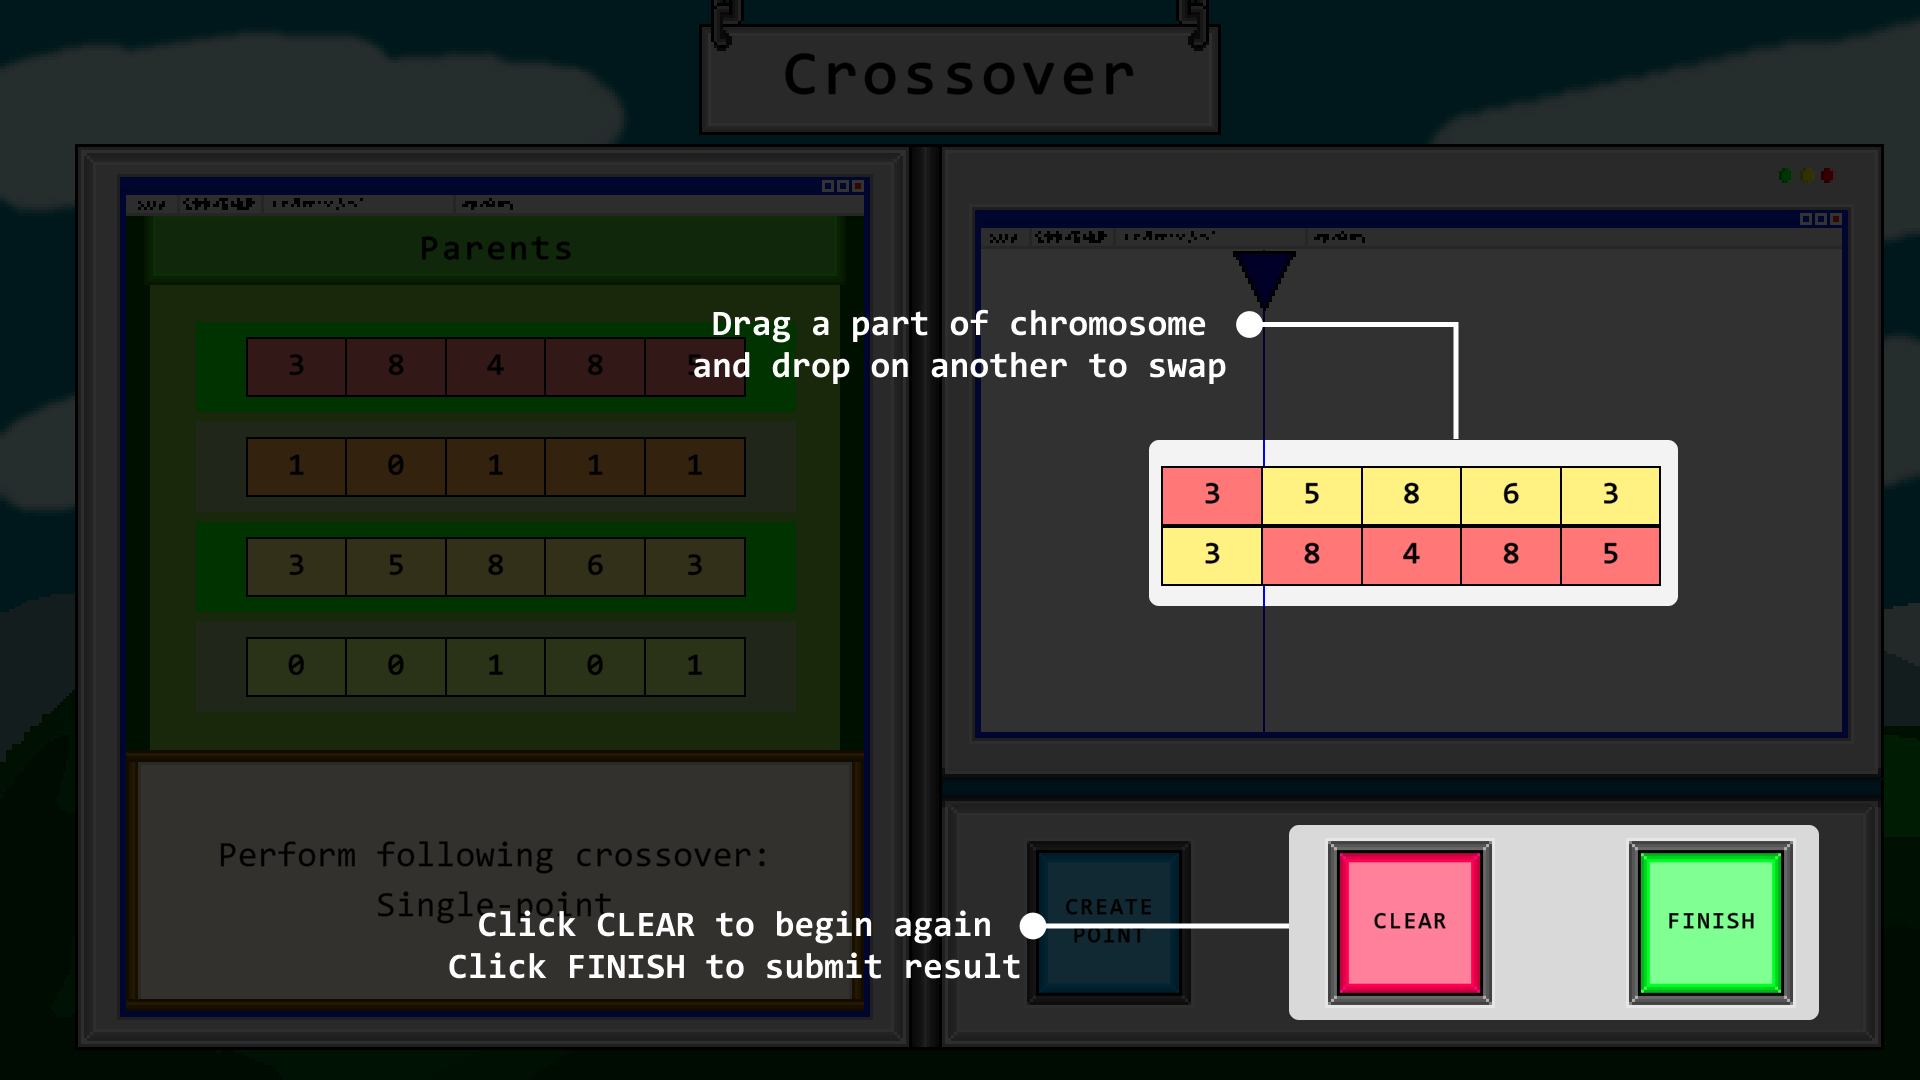 Crossover
Parents
3 8 4 8
1 0 1 1 1
3 5 8 6 3
0 0 1 0 1
Drag a part of chromosome
and drop on another to swap
3 5 8 6 3
3 8 4 8 5
Perform following crossover:
Single-point
Click CLEAR to begin again
Click FINISH to submit result
CREATE
POINT
CLEAR
FINISH